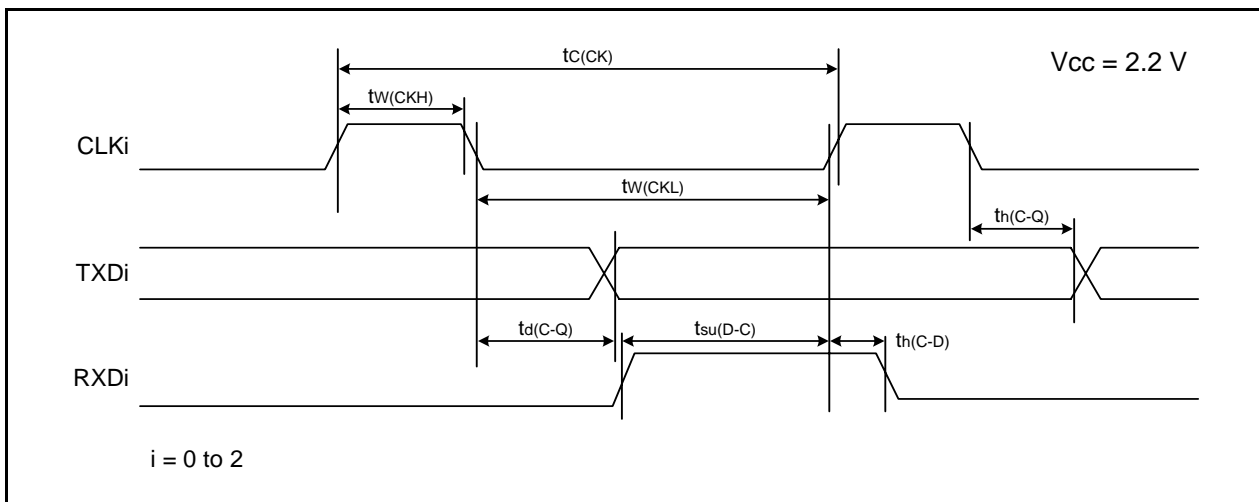 tC(CK)
Vcc = 2.2 V
tW(CKH)
CLKi
tW(CKL)
th(C-Q)
TXDi
td(C-Q)
tsu(D-C)
th(C-D)
RXDi
i = 0 to 2